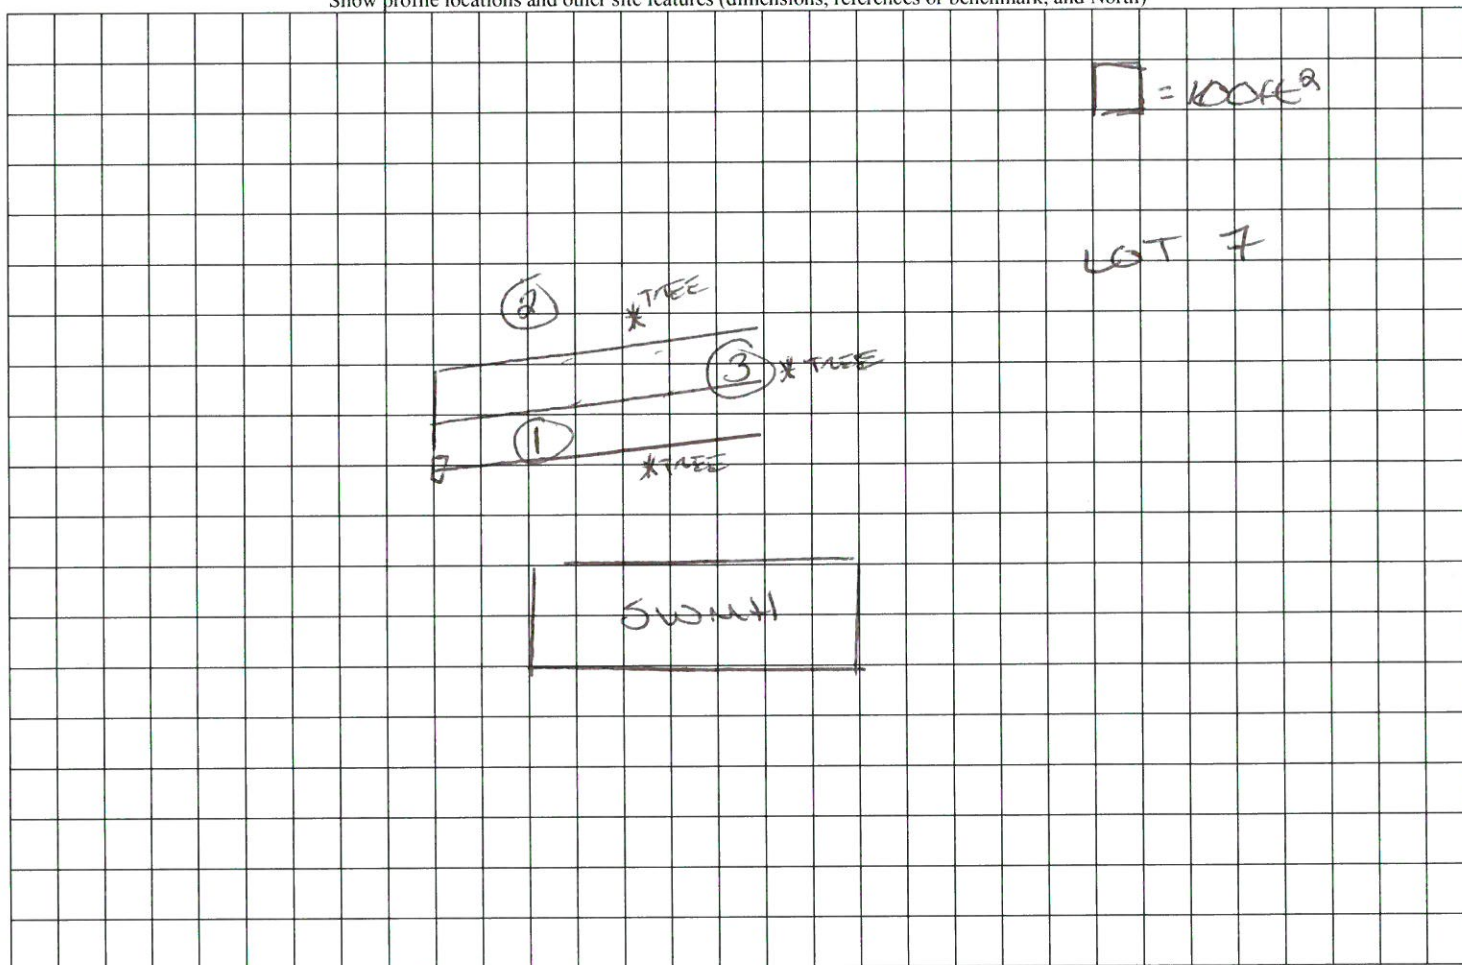 Show profile locations and other site features (dimensions, references or benchmark, and North)
= 100ft²
LOT 7
2
* TREE
3 * TREE
1
* TREE
SWMH